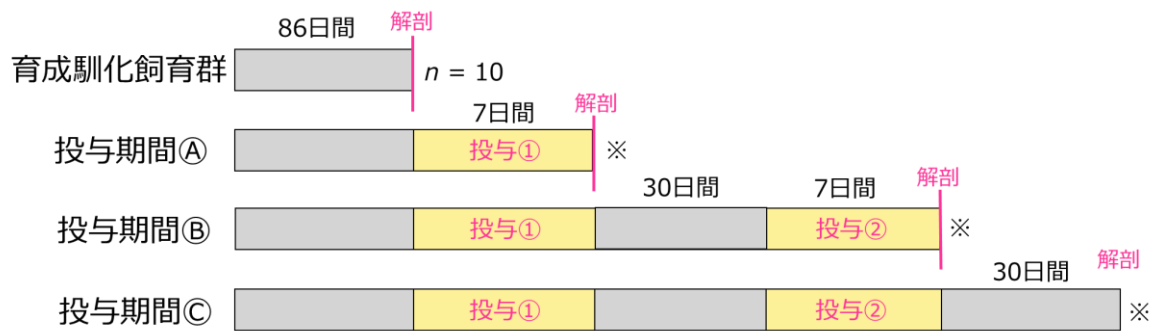 86日間 解剖
育成馴化飼育群 n = 10
7日間 解剖
投与期間Ⓐ 投与① ※
30日間 7日間 解剖
投与期間Ⓑ 投与① 投与② ※
30日間 解剖
投与期間Ⓒ 投与① 投与② ※